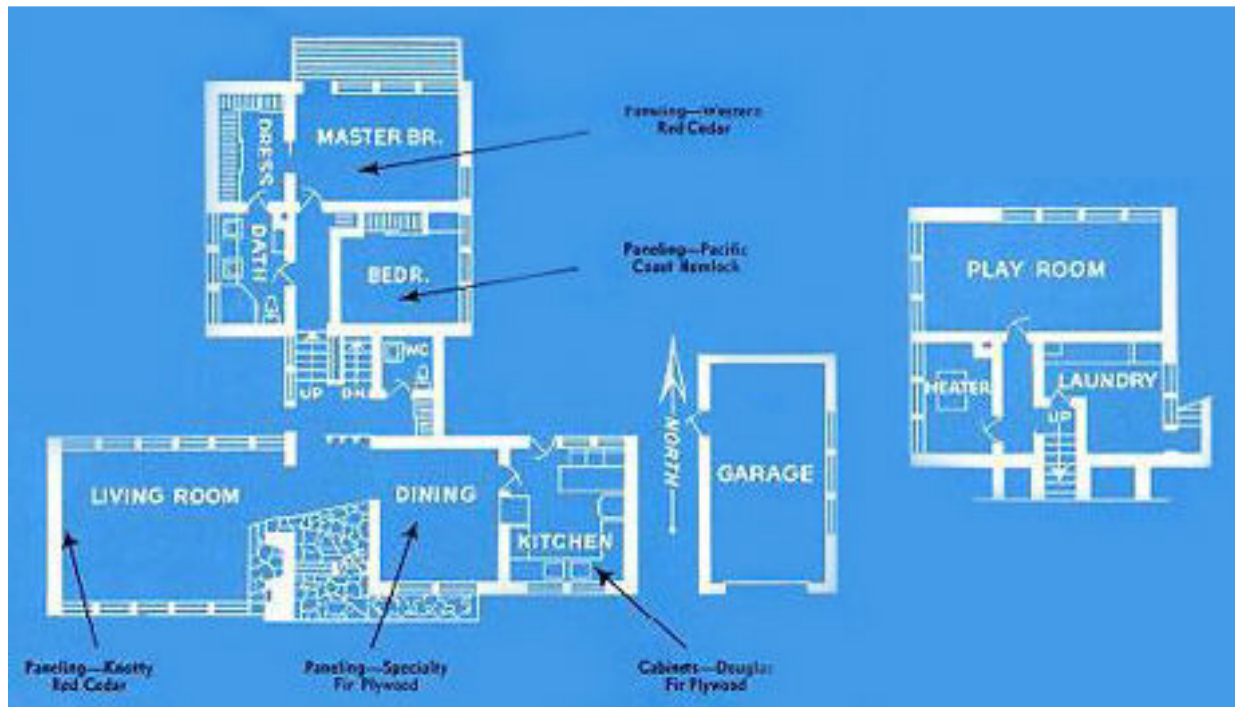 Paneling—Western
Red Cedar
MASTER BR.
DRESS
BATH
Paneling—Pacific
Coast Hemlock
BEDR.
PLAY ROOM
UP
DN.
HEATER
LAUNDRY
UP
NORTH
GARAGE
LIVING ROOM
DINING
KITCHEN
Paneling—Knotty
Red Cedar
Paneling—Specialty
Fir Plywood
Cabinets—Douglas
Fir Plywood